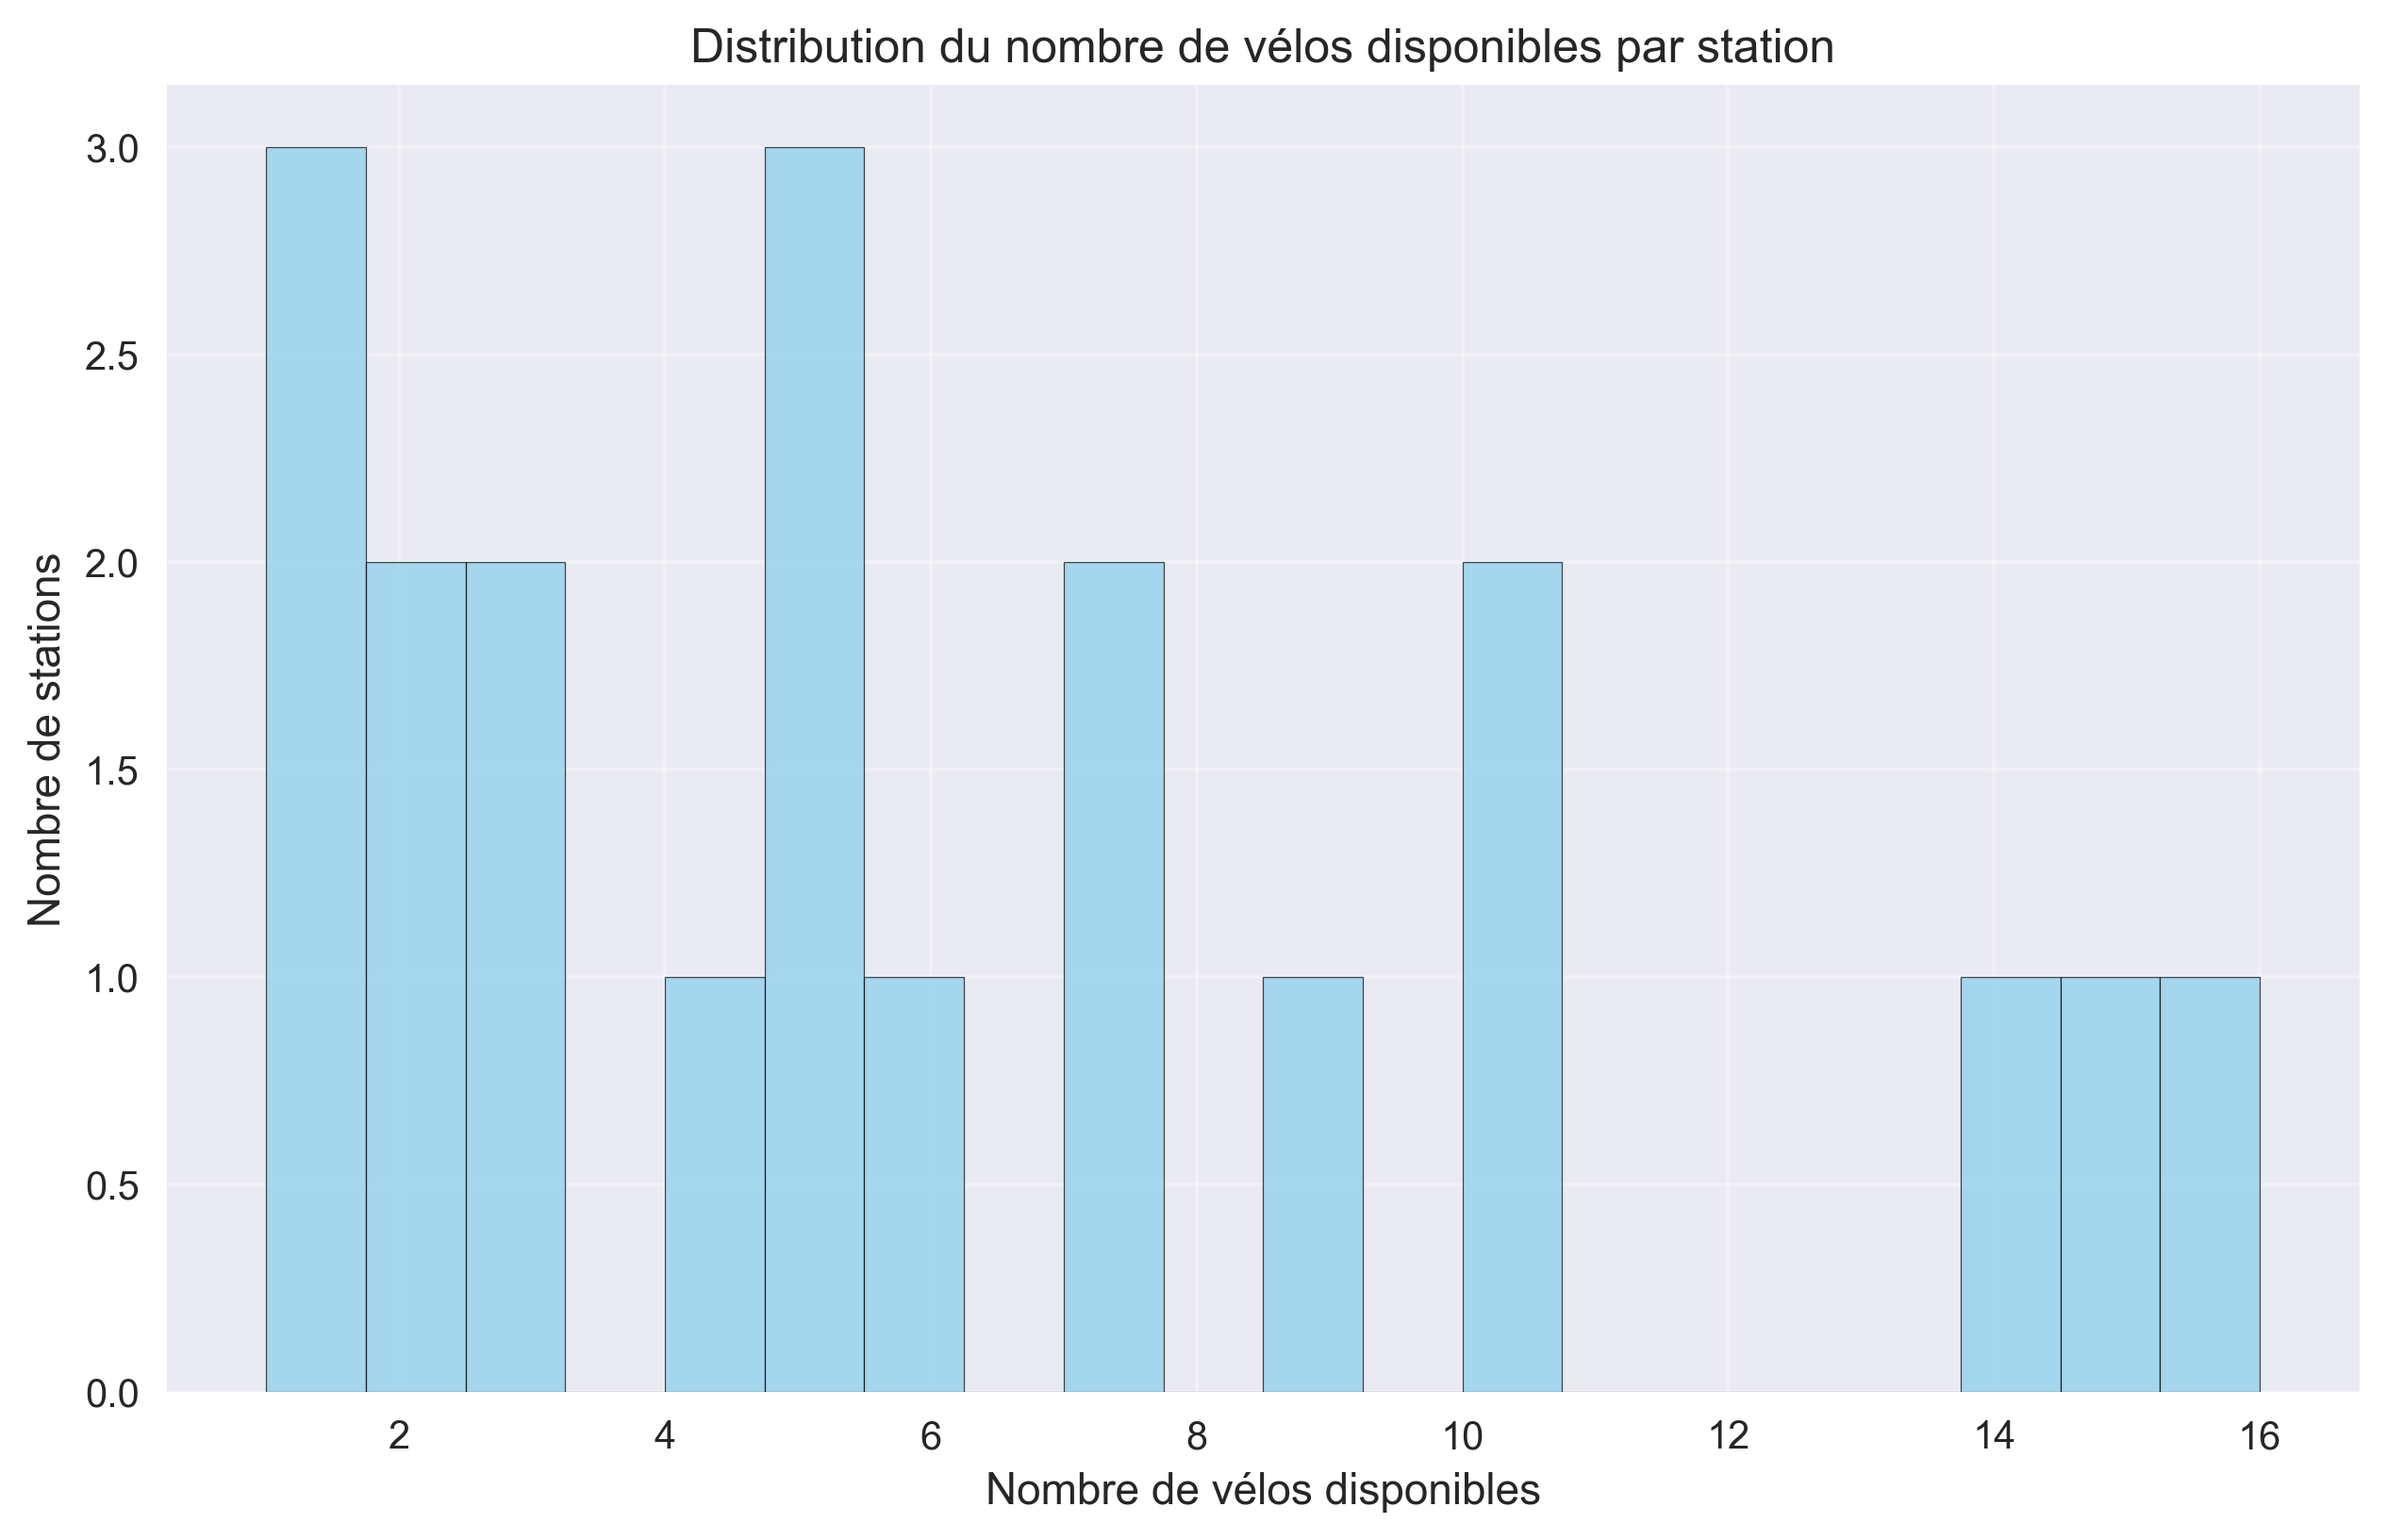 Distribution du nombre de vélos disponibles par station
3.0
2.5
2.0
1.5
1.0
0.5
0.0
Nombre de stations
2 4 6 8 10 12 14 16
Nombre de vélos disponibles